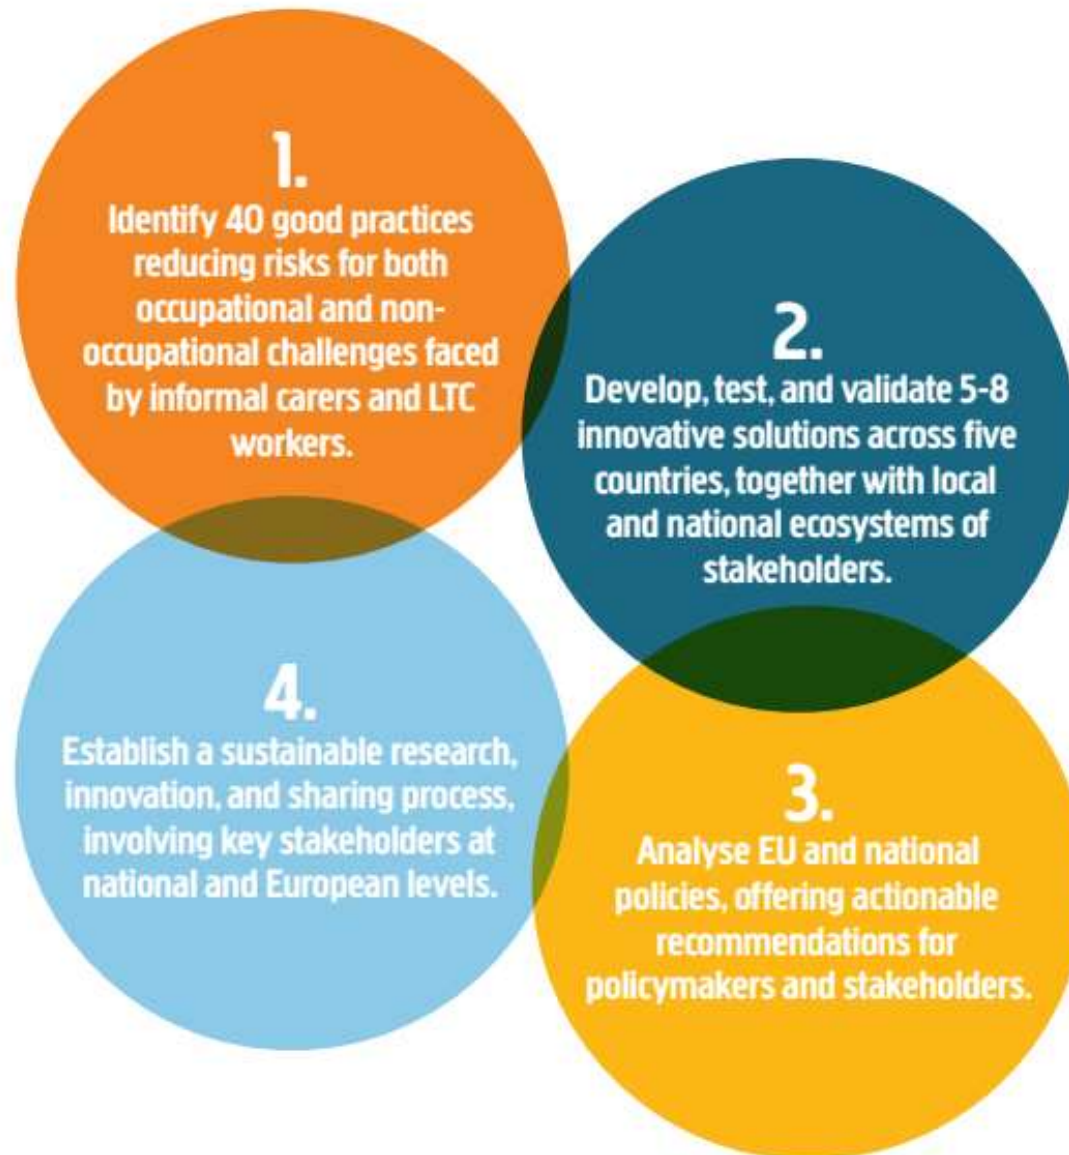 1.
Identify 40 good practices
reducing risks for both
occupational and non-
occupational challenges faced
by informal carers and LTC
workers.
2.
Develop, test, and validate 5-8
innovative solutions across five
countries, together with local
and national ecosystems of
stakeholders.
3.
Analyse EU and national
policies, offering actionable
recommendations for
policymakers and stakeholders.
4.
Establish a sustainable research,
innovation, and sharing process,
involving key stakeholders at
national and European levels.